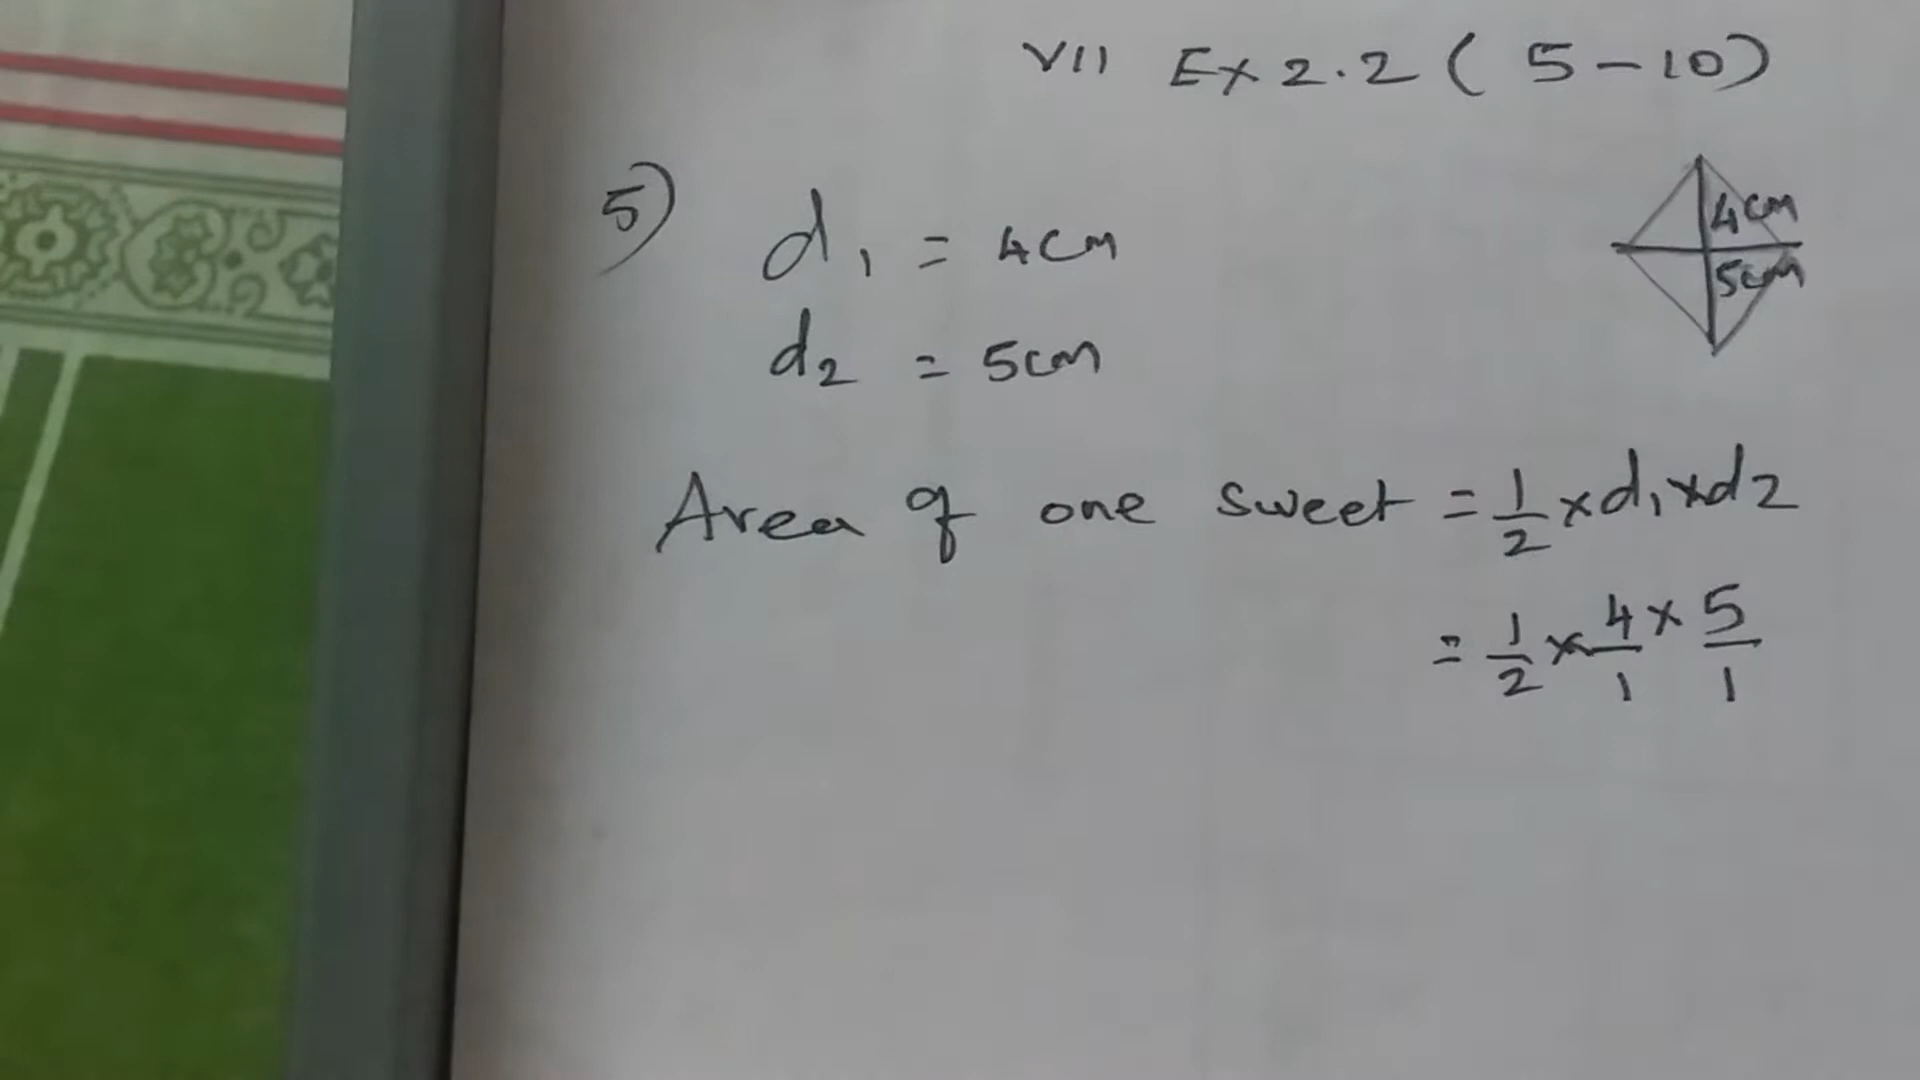 VII Ex 2.2 ( 5 - 10 )
5)
d1 = 4cm
4cm
d2 = 5cm
5cm
Area of one sweet = 1/2 × d1 × d2
= 1/2 × 4/1 × 5/1